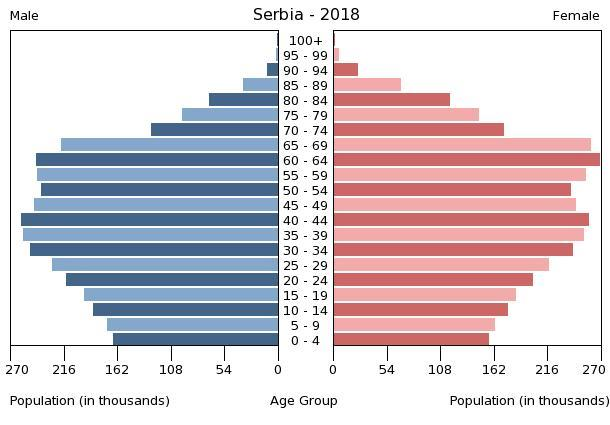 Male Serbia - 2018 Female
100+
95 - 99
90 - 94
85 - 89
80 - 84
75 - 79
70 - 74
65 - 69
60 - 64
55 - 59
50 - 54
45 - 49
40 - 44
35 - 39
30 - 34
25 - 29
20 - 24
15 - 19
10 - 14
5 - 9
0 - 4
270 216 162 108 54 0 0 54 108 162 216 270
Population (in thousands) Age Group Population (in thousands)